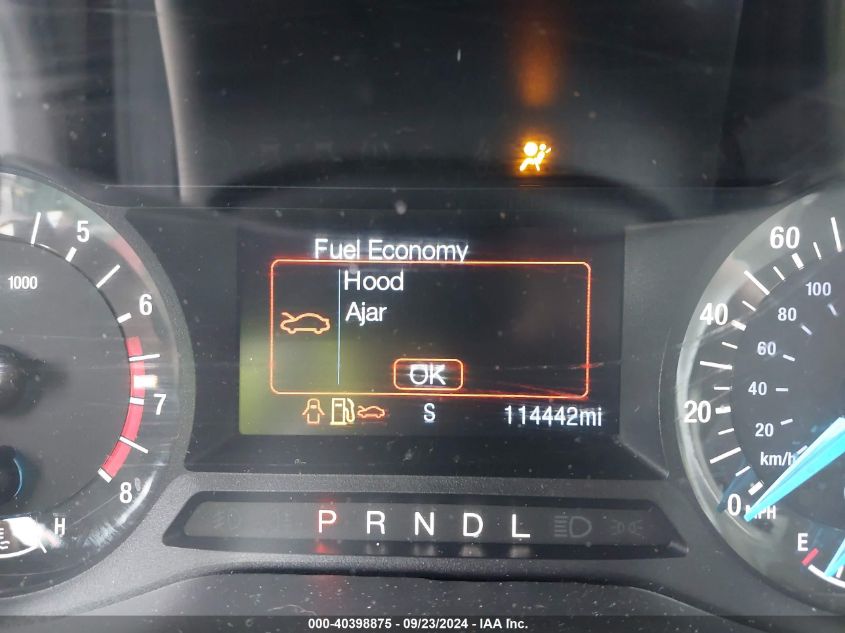 Fuel Economy
Hood
Ajar
OK
S 114442mi
5
6
7
8
1000
H
P R N D L
60
40
20
0
MPH
100
80
60
40
20
km/h
E
000-40398875 - 09/23/2024 - IAA Inc.